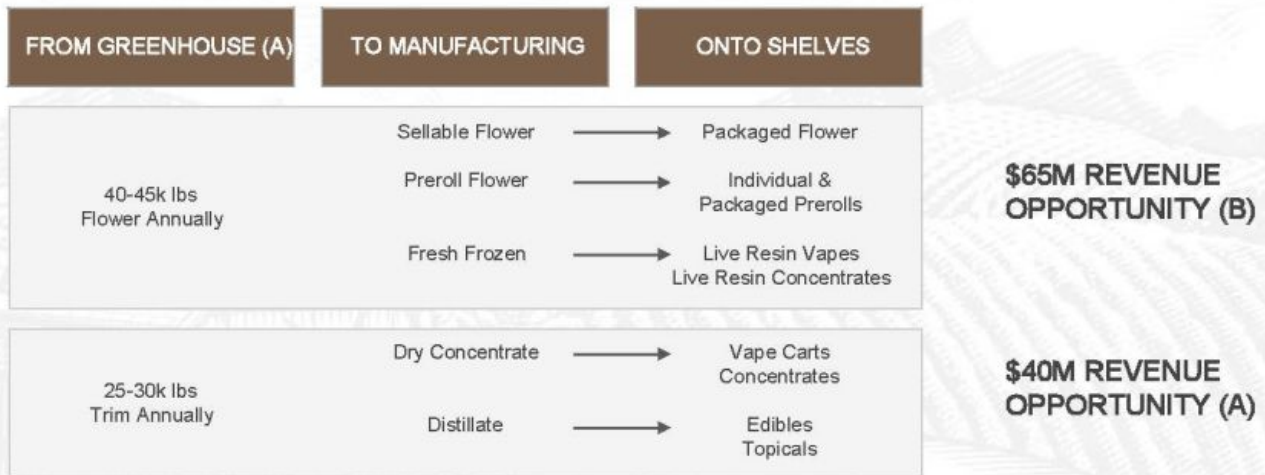 FROM GREENHOUSE (A)
TO MANUFACTURING
ONTO SHELVES
40-45k lbs
Flower Annually
Sellable Flower
Packaged Flower
Preroll Flower
Individual &
Packaged Prerolls
Fresh Frozen
Live Resin Vapes
Live Resin Concentrates
$65M REVENUE
OPPORTUNITY (B)
25-30k lbs
Trim Annually
Dry Concentrate
Vape Carts
Concentrates
Distillate
Edibles
Topicals
$40M REVENUE
OPPORTUNITY (A)